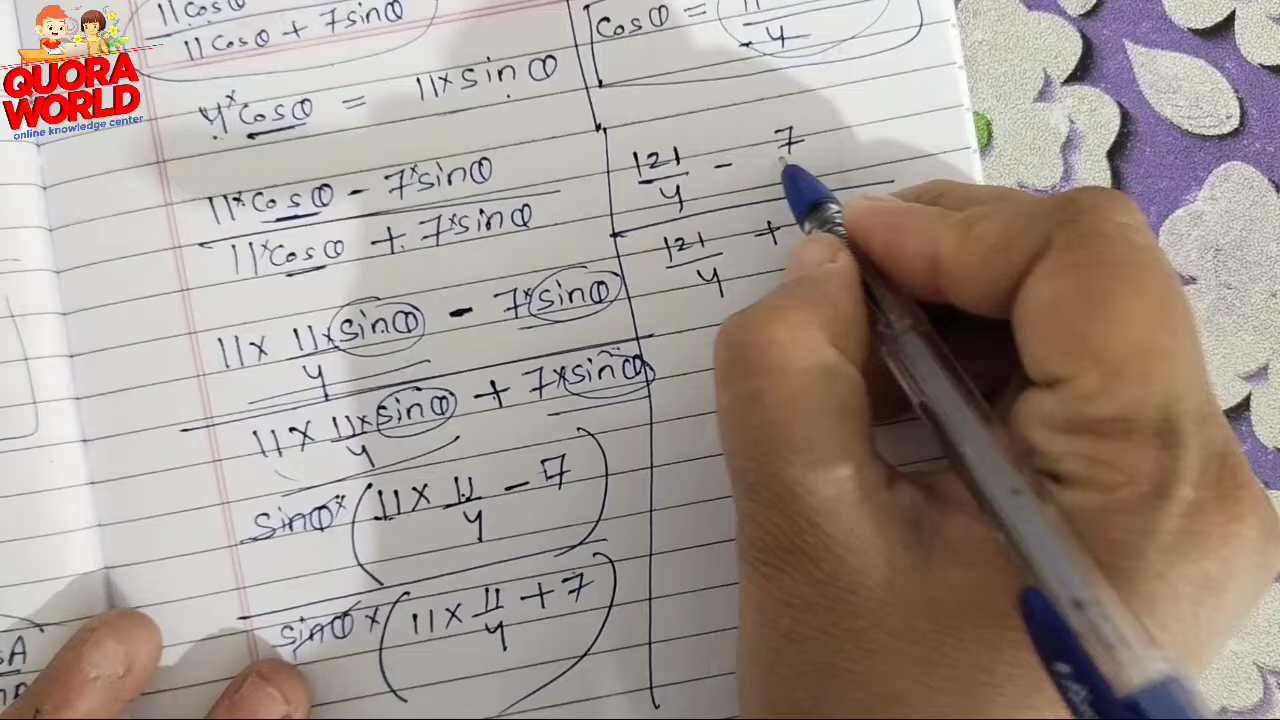 QUORA
WORLD
online knowledge center
11cosθ
11cosθ + 7sinθ
4×cosθ = 11×sinθ
11×cosθ - 7×sinθ
11×cosθ + 7×sinθ
11× 11×sinθ - 7×sinθ
4
11 × 11×sinθ + 7×sinθ
4
sinθ× (11 × 11 - 7)
4
sinθ × (11 × 11 + 7)
4
cosθ =
4
121 - 7
4
121 +
4